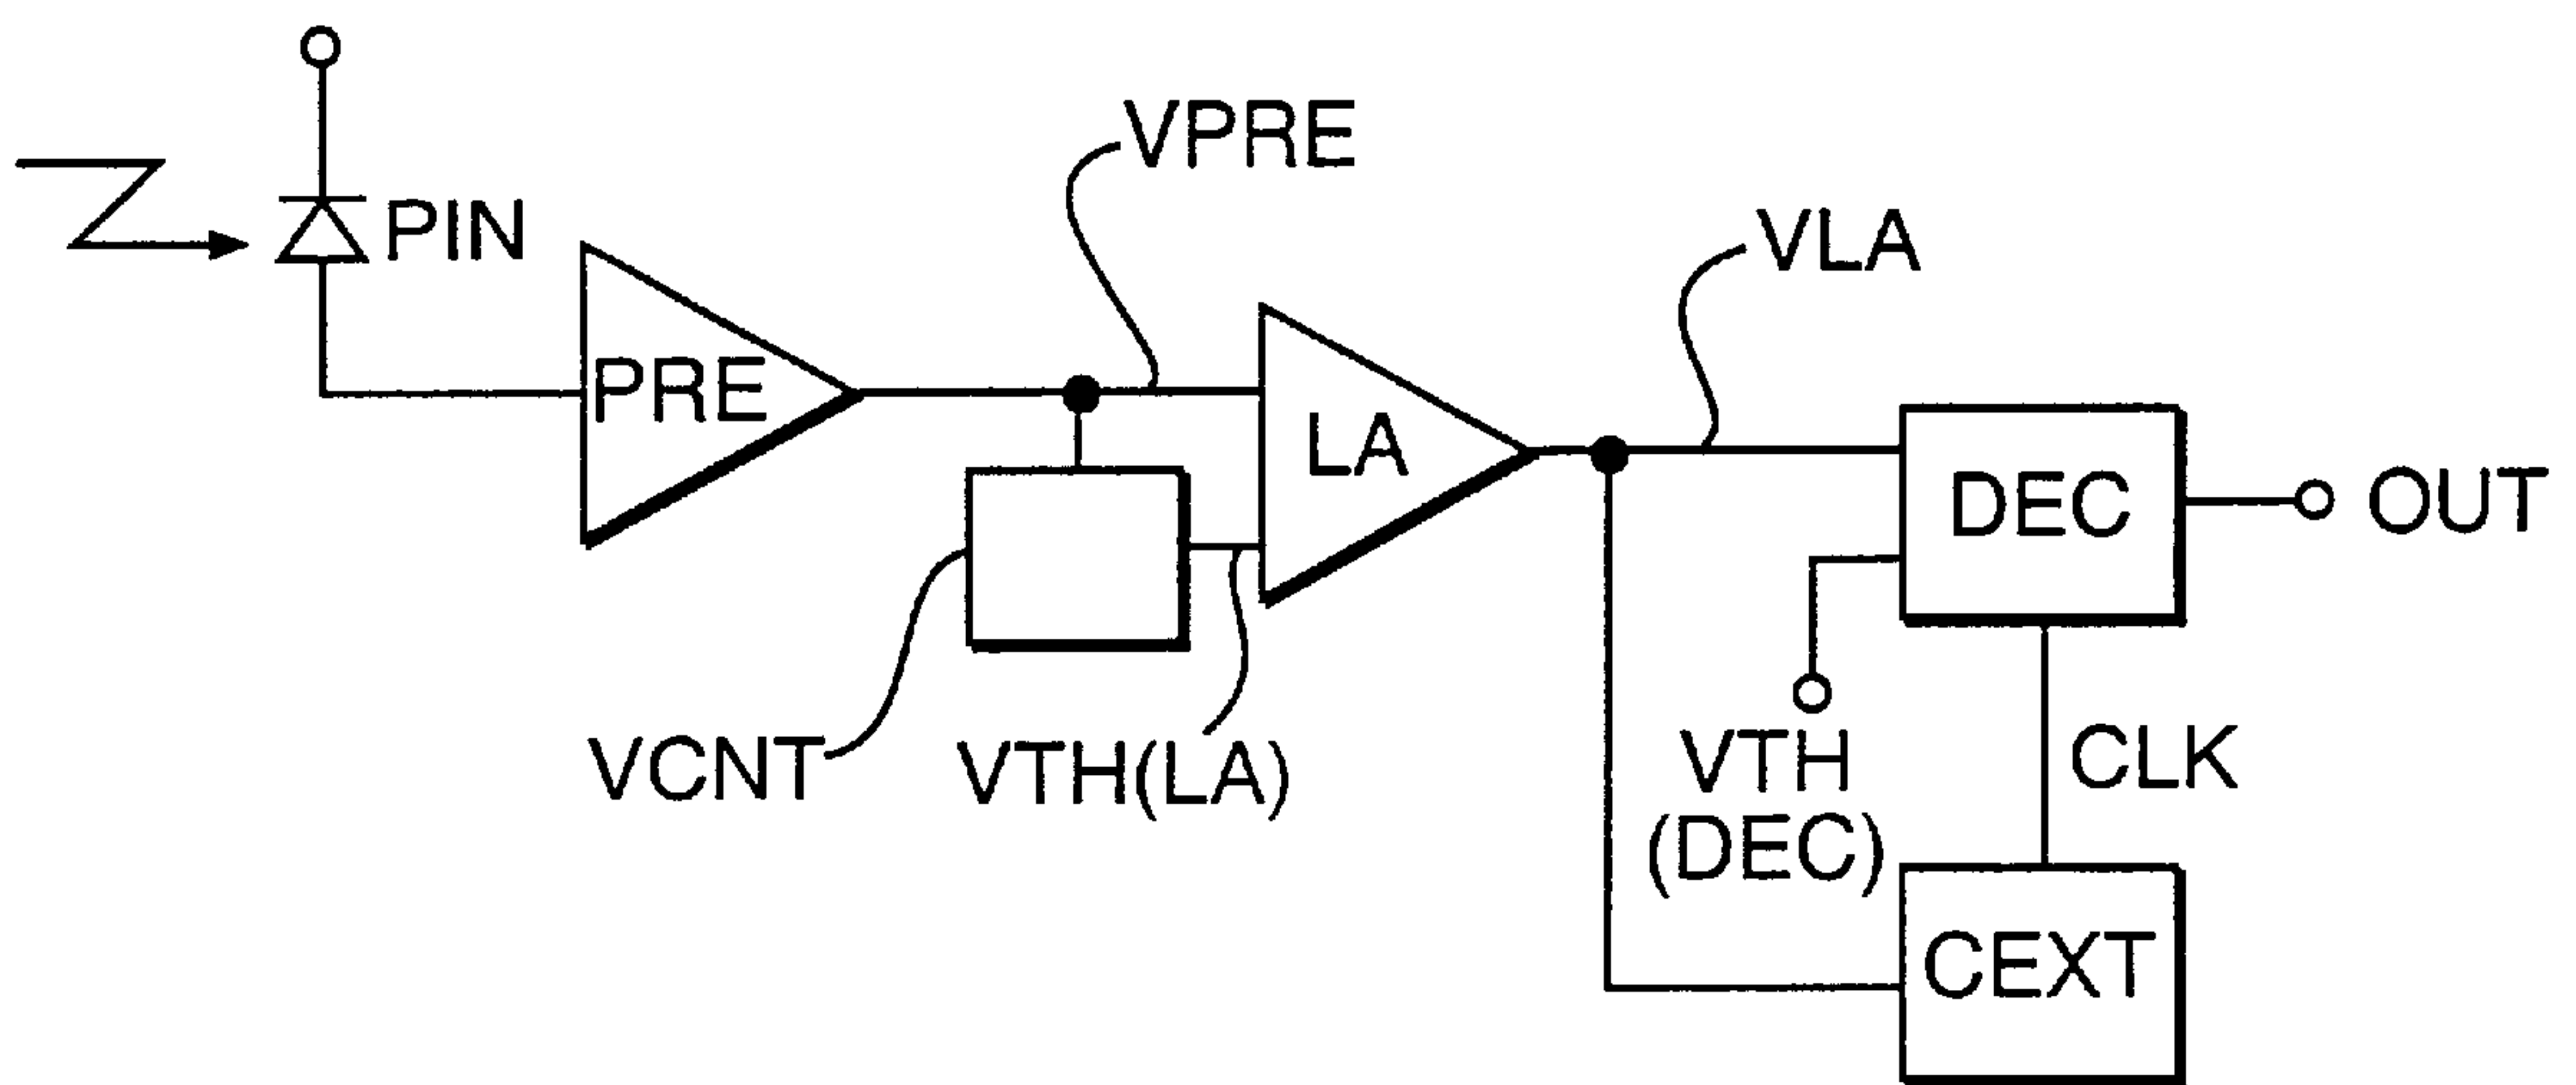 VPRE
PIN
VLA
PRE
LA
DEC
OUT
VCNT
VTH(LA)
VTH
(DEC)
CLK
CEXT